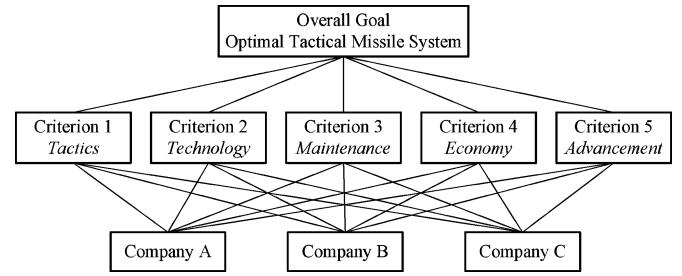 Overall Goal
Optimal Tactical Missile System
Criterion 1
Tactics
Criterion 2
Technology
Criterion 3
Maintenance
Criterion 4
Economy
Criterion 5
Advancement
Company A
Company B
Company C